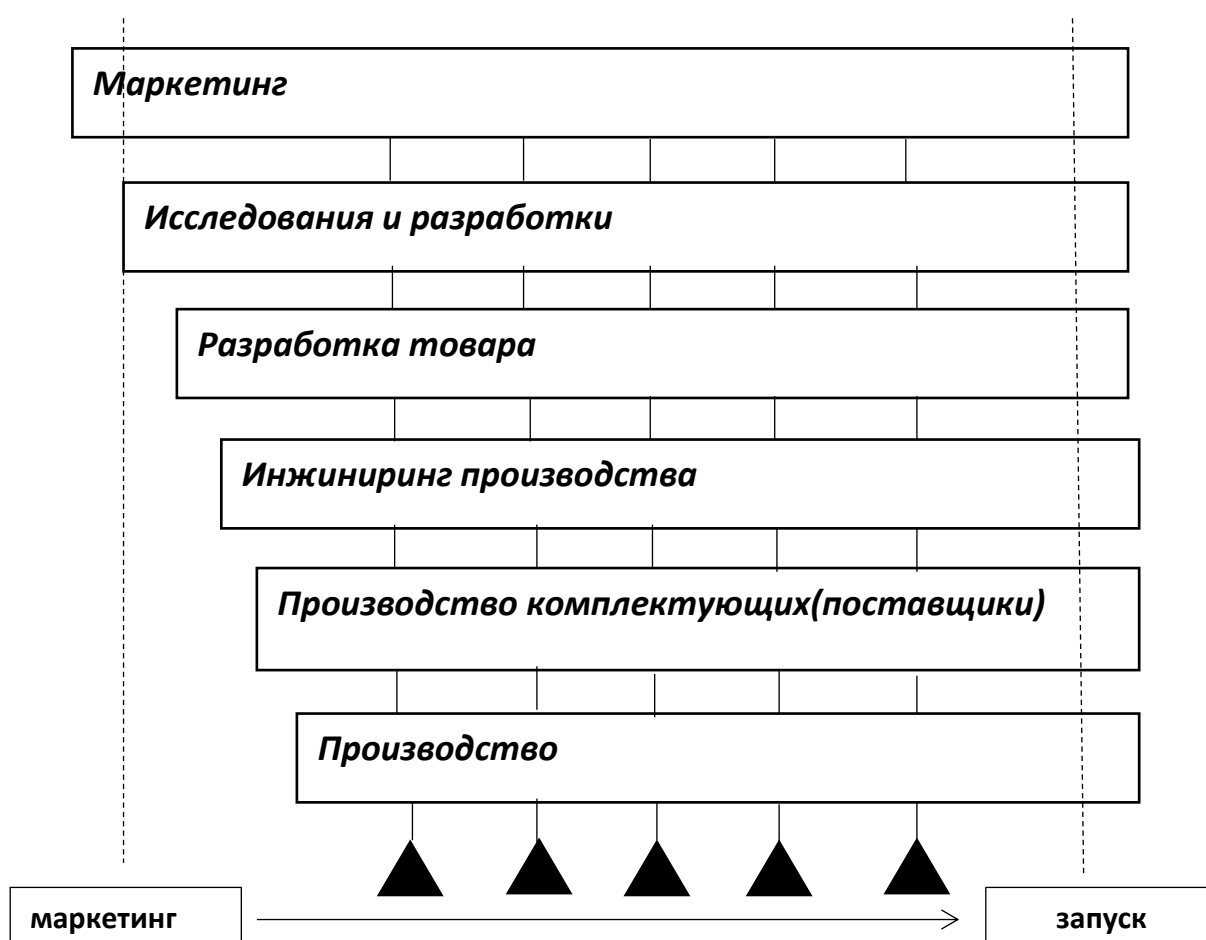 Маркетинг
Исследования и разработки
Разработка товара
Инжиниринг производства
Производство комплектующих(поставщики)
Производство
маркетинг
запуск